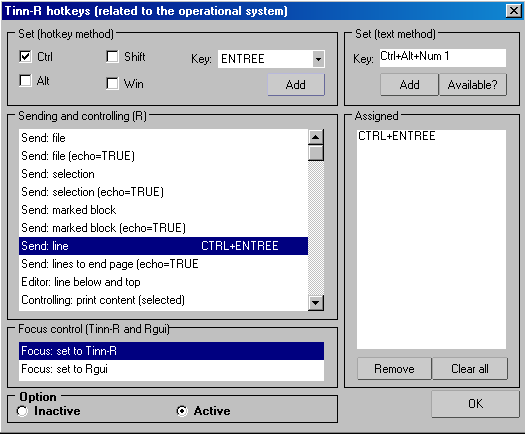 Tinn-R hotkeys (related to the operational system)
Set (hotkey method)
Ctrl
Shift
Key: ENTREE
Alt
Win
Add
Set (text method)
Key: Ctrl+Alt+Num 1
Add
Available?
Sending and controlling (R)
Send: file
Send: file (echo=TRUE)
Send: selection
Send: selection (echo=TRUE)
Send: marked block
Send: marked block (echo=TRUE)
Send: line CTRL+ENTREE
Send: lines to end page (echo=TRUE
Editor: line below and top
Controlling: print content (selected)
Assigned
CTRL+ENTREE
Focus control (Tinn-R and Rgui)
Focus: set to Tinn-R
Focus: set to Rgui
Remove
Clear all
Option
Inactive
Active
OK